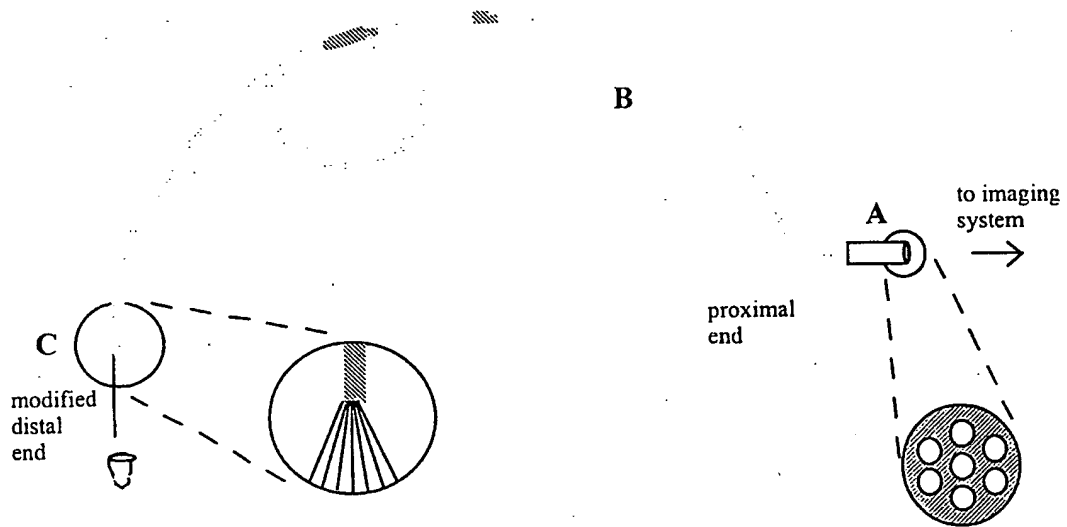 B
A
to imaging
system
proximal
end
C
modified
distal
end